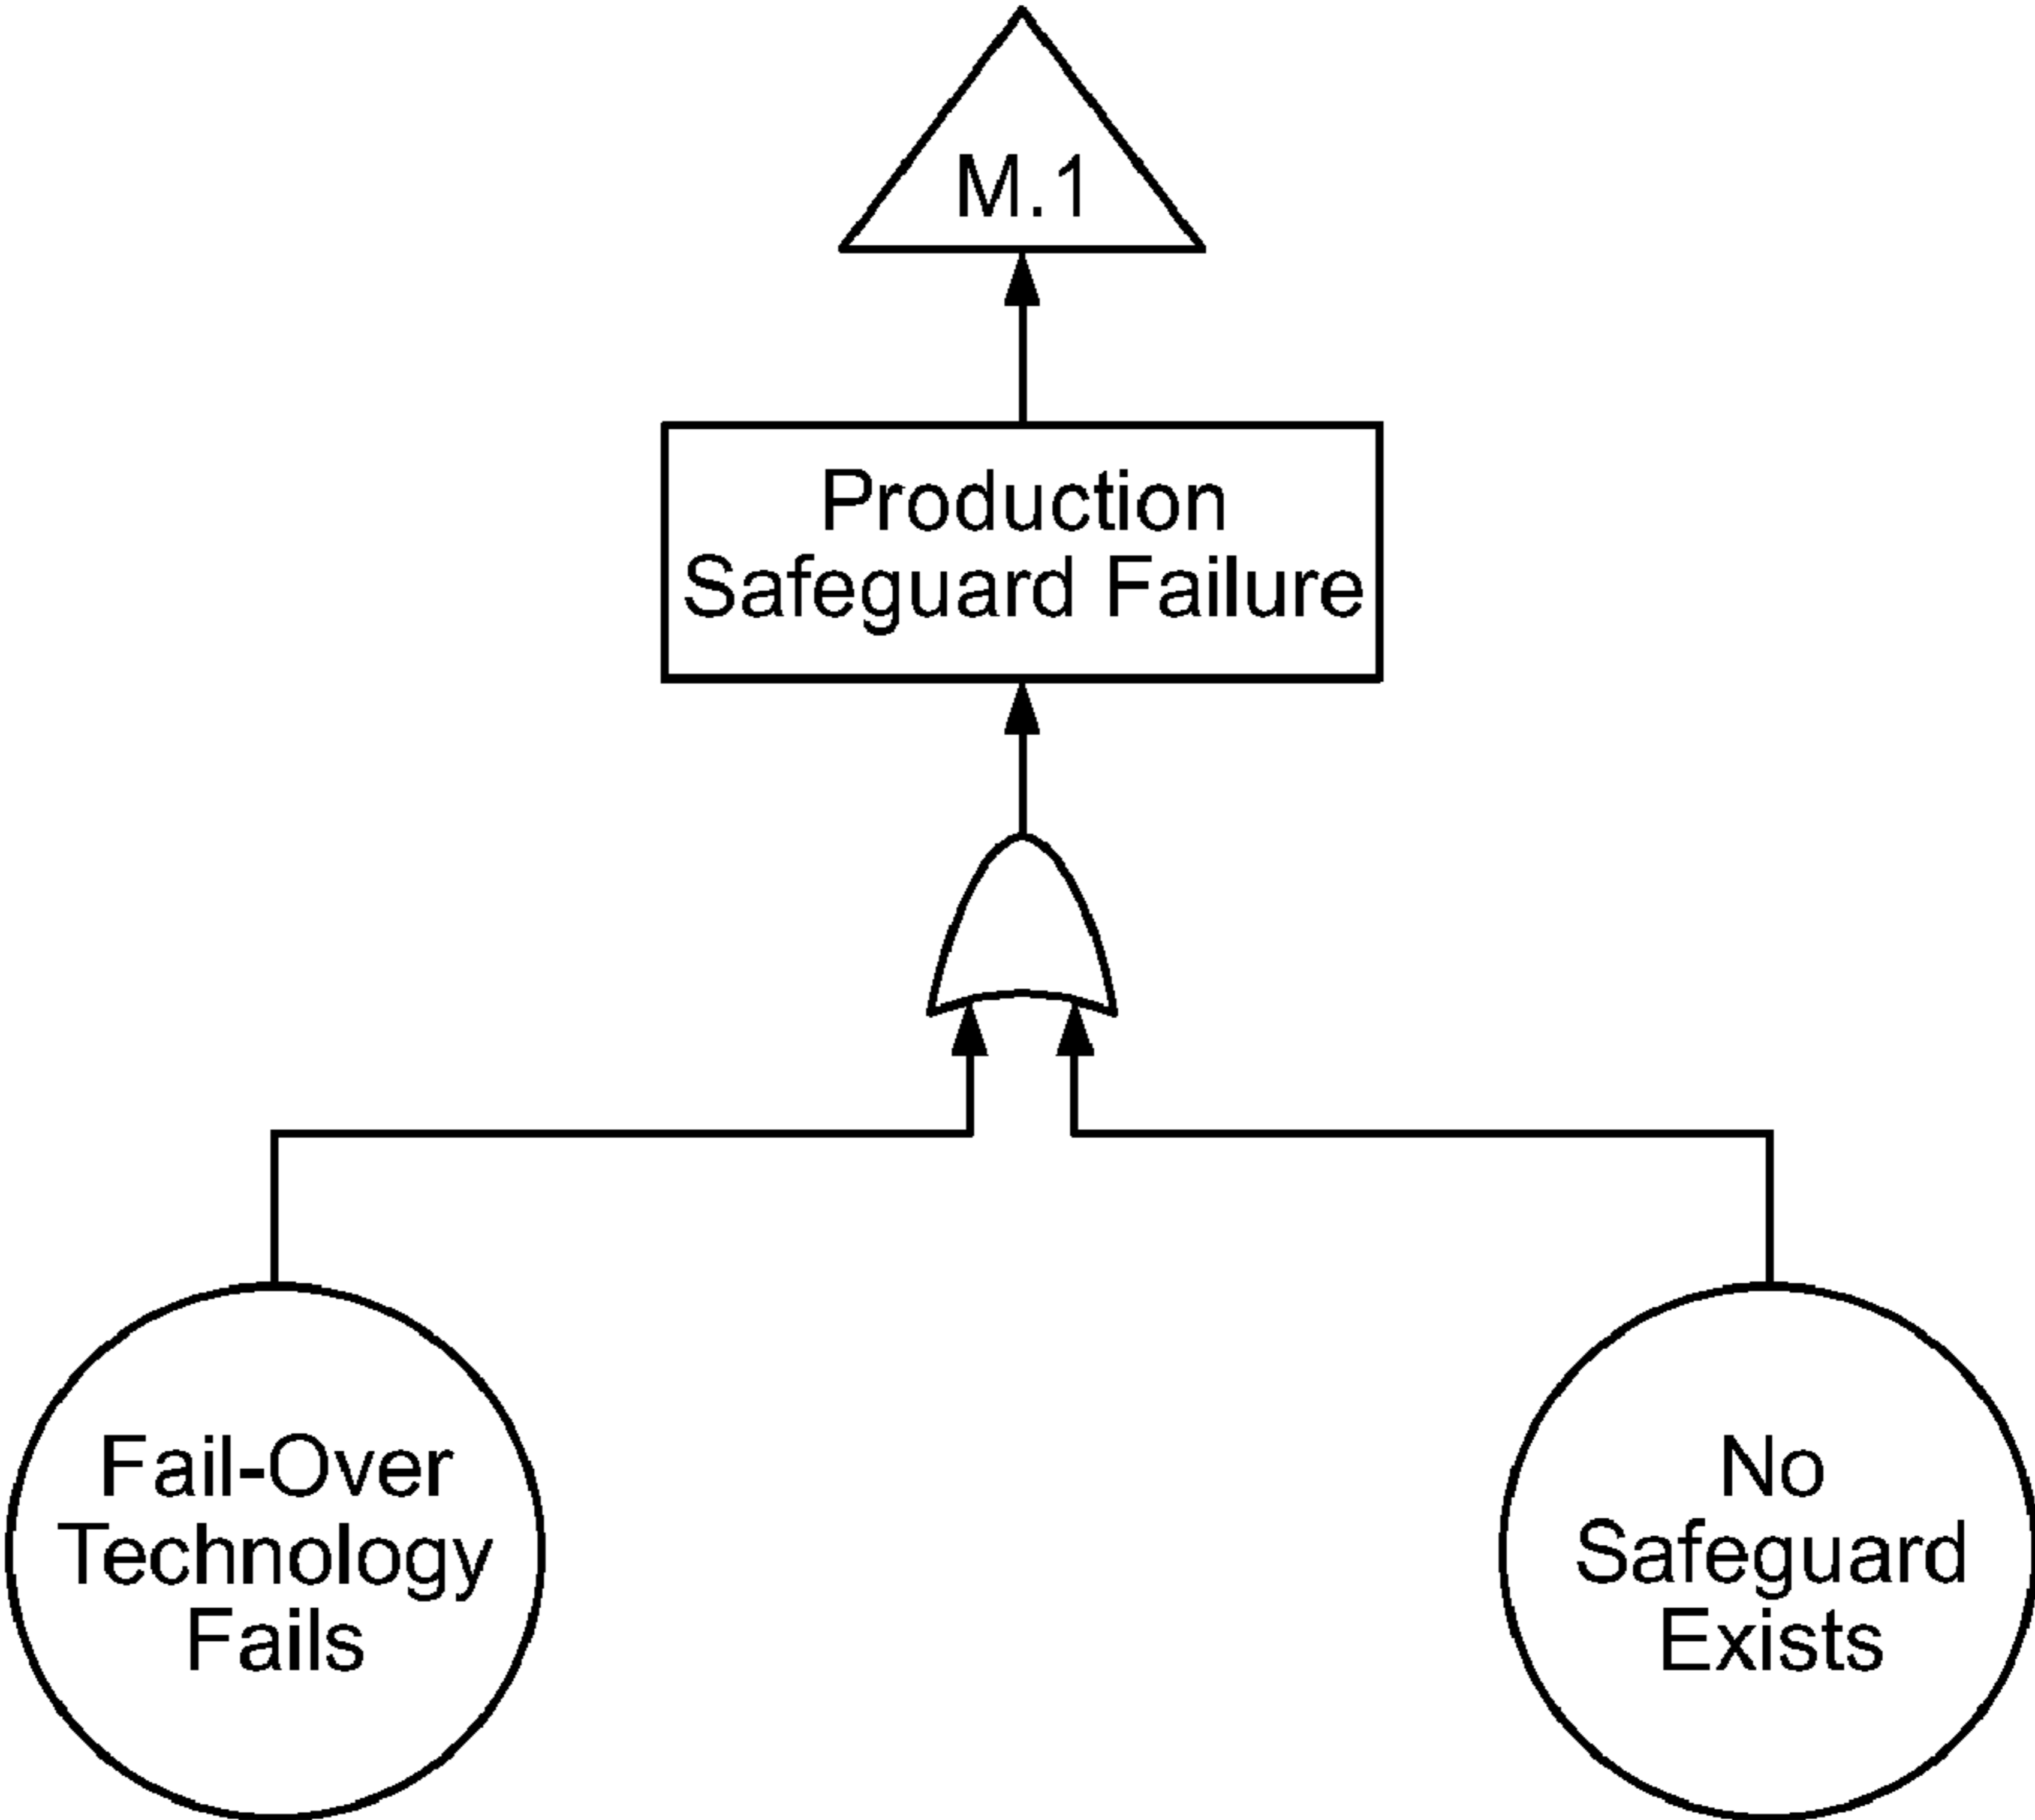 M.1
Production
Safeguard Failure
Fail-Over
Technology
Fails
No
Safeguard
Exists